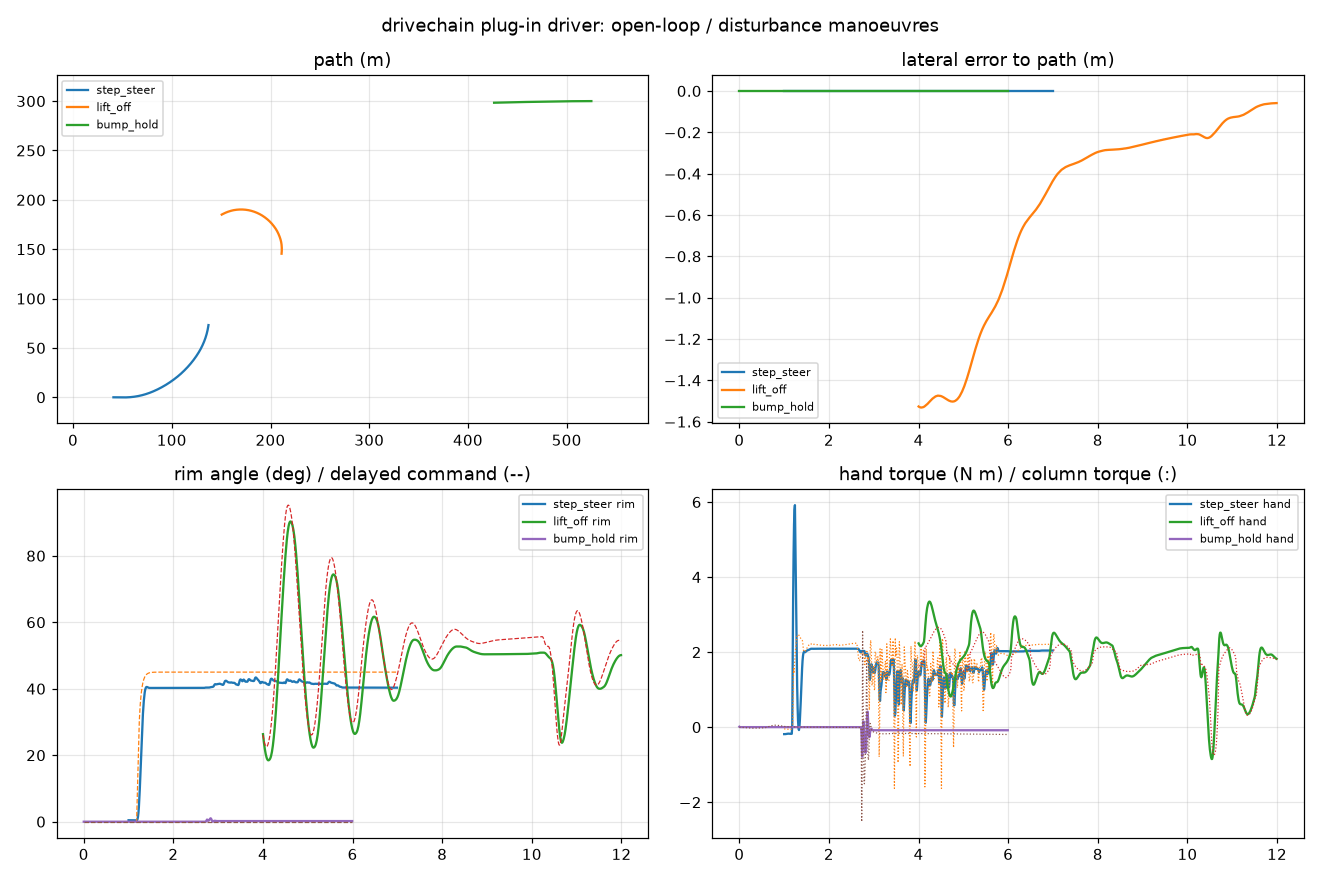 drivechain plug-in driver: open-loop / disturbance manoeuvres
path (m)
step_steer
lift_off
bump_hold
300
250
200
150
100
50
0
0 100 200 300 400 500
lateral error to path (m)
0.0
−0.2
−0.4
−0.6
−0.8
−1.0
−1.2
−1.4
−1.6
step_steer
lift_off
bump_hold
0 2 4 6 8 10 12
rim angle (deg) / delayed command (--)
step_steer rim
lift_off rim
bump_hold rim
80
60
40
20
0
0 2 4 6 8 10 12
hand torque (N m) / column torque (:)
step_steer hand
lift_off hand
bump_hold hand
6
4
2
0
−2
0 2 4 6 8 10 12